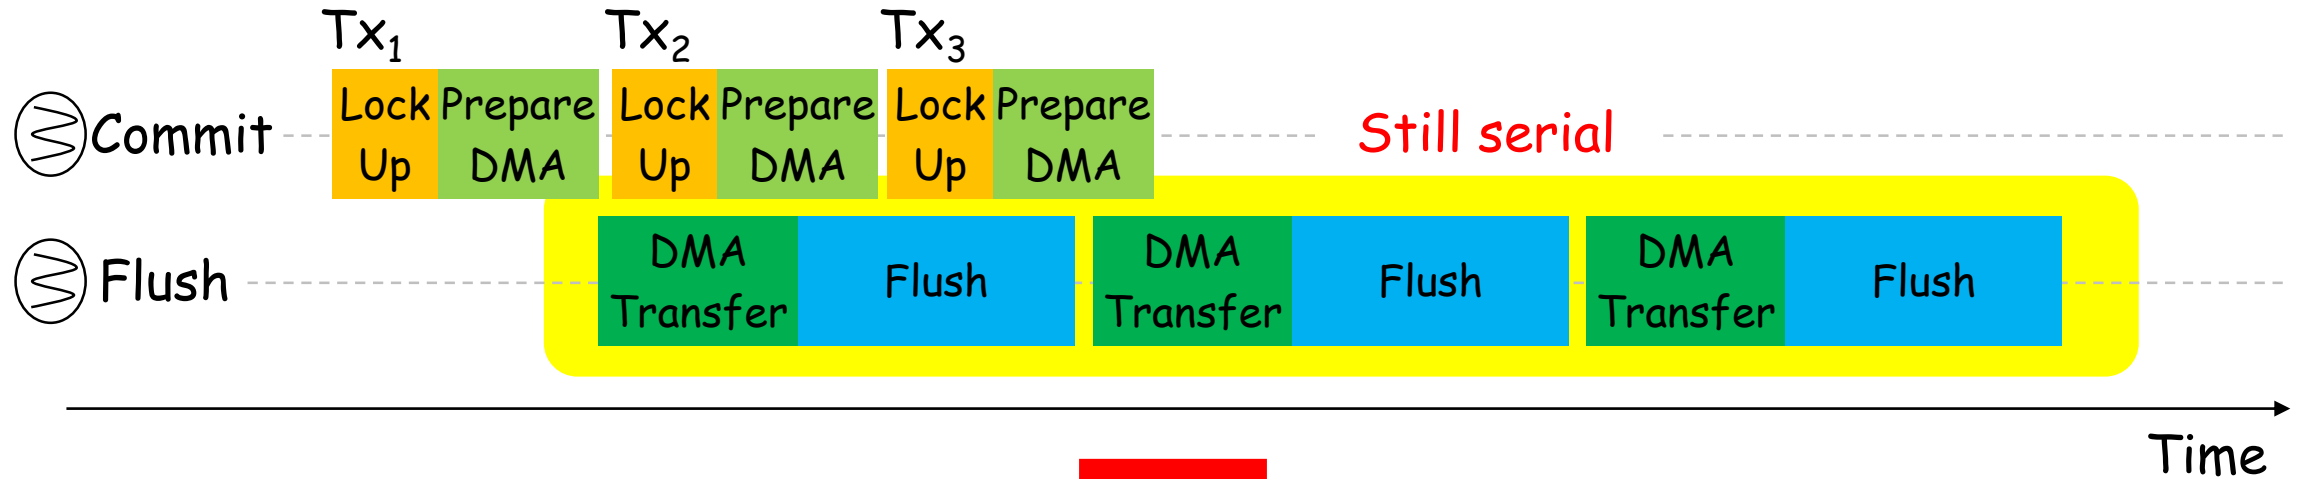 Tx1 Tx2 Tx3
Commit
Lock Up
Prepare DMA
Lock Up
Prepare DMA
Lock Up
Prepare DMA
Still serial
Flush
DMA Transfer
Flush
DMA Transfer
Flush
DMA Transfer
Flush
Time